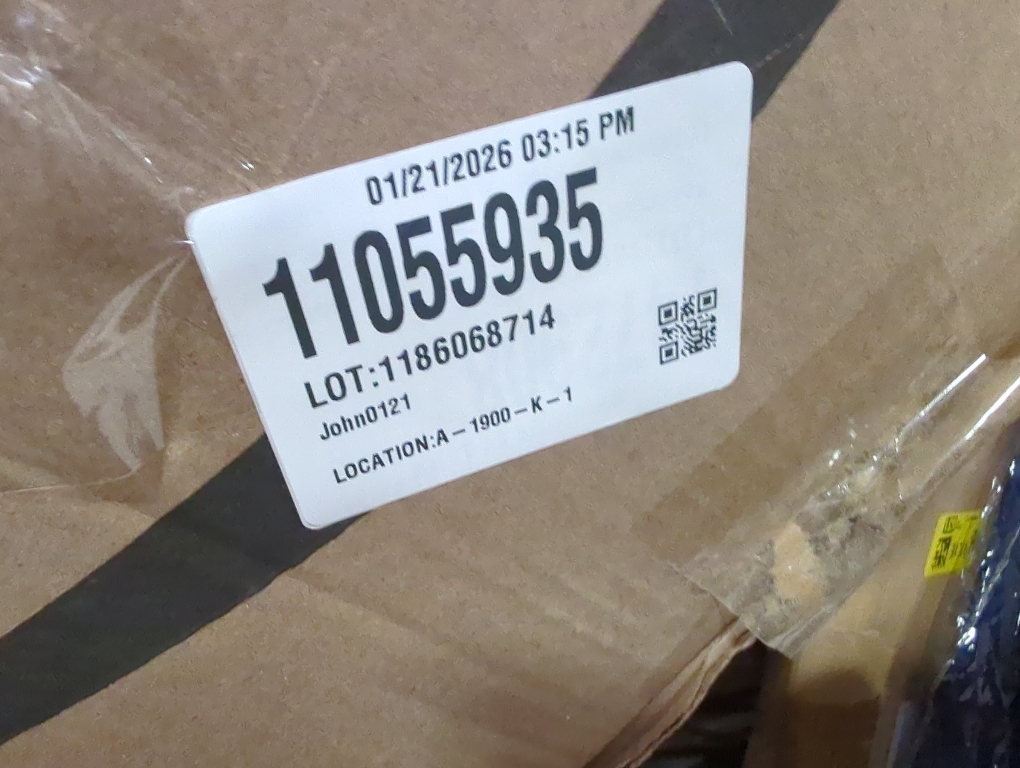 01/21/2026 03:15 PM
11055935
LOT:1186068714
John0121
LOCATION:A-1900-K-1